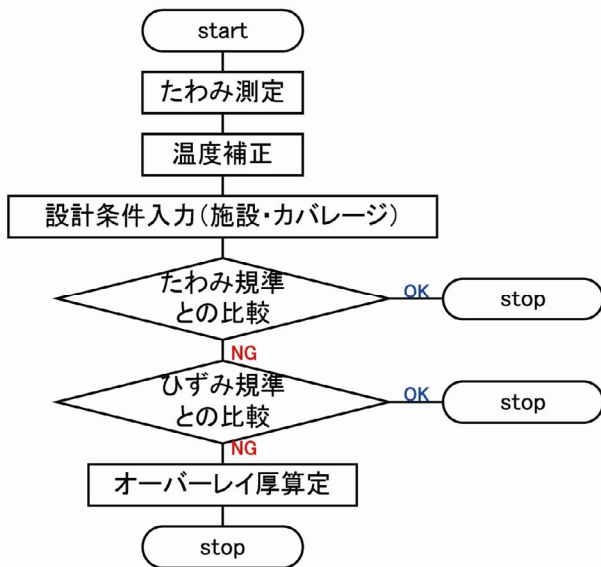 start
たわみ測定
温度補正
設計条件入力(施設・カバレージ)
たわみ規準
との比較
OK
stop
NG
ひずみ規準
との比較
OK
stop
NG
オーバーレイ厚算定
stop